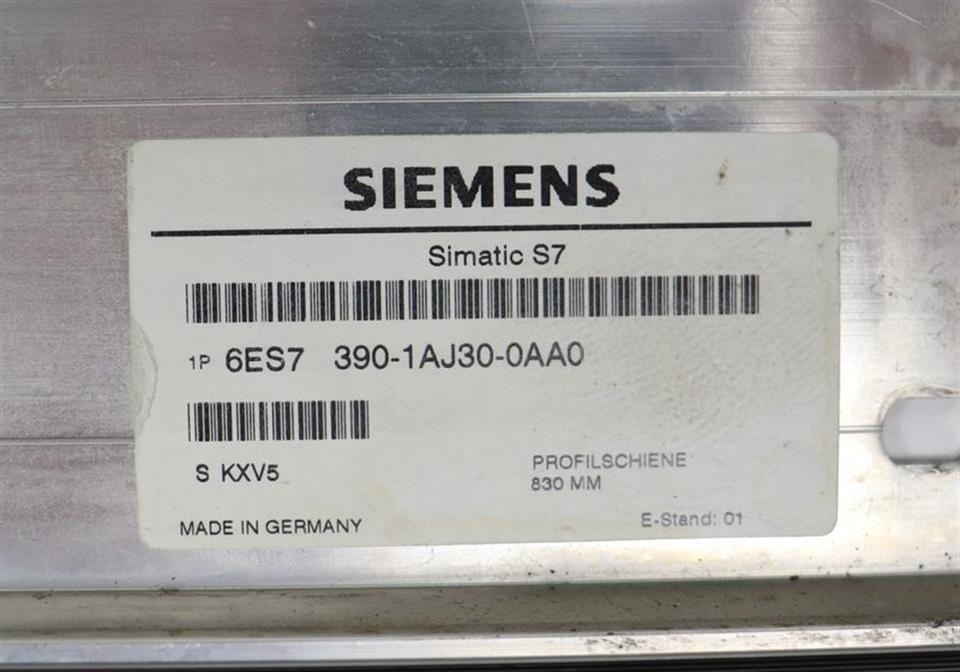 SIEMENS
Simatic S7
1P 6ES7 390-1AJ30-0AA0
S KXV5
PROFILSCHIENE
830 MM
MADE IN GERMANY
E-Stand: 01